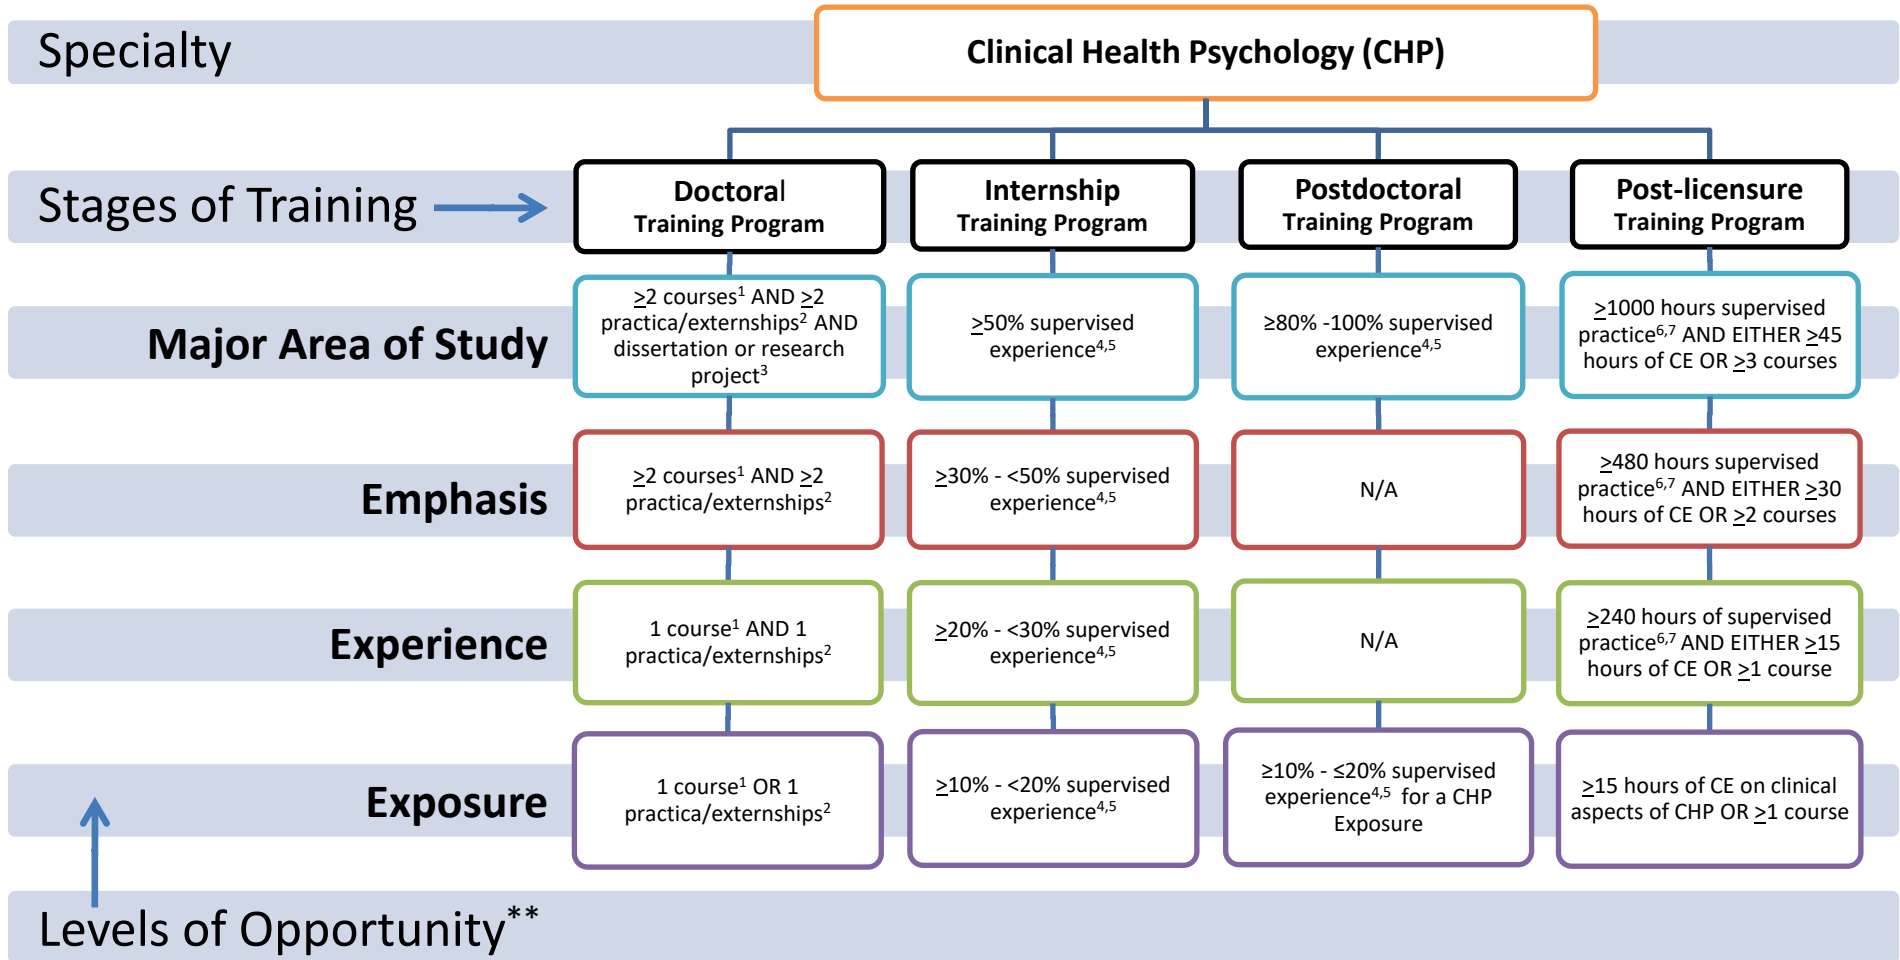 Specialty
Clinical Health Psychology (CHP)
Stages of Training
Doctoral
Training Program
Internship
Training Program
Postdoctoral
Training Program
Post-licensure
Training Program
Major Area of Study
≥2 courses¹ AND ≥2
practica/externships² AND
dissertation or research
project³
≥50% supervised
experience⁴,⁵
≥80% -100% supervised
experience⁴,⁵
≥1000 hours supervised
practice⁶,⁷ AND EITHER ≥45
hours of CE OR ≥3 courses
Emphasis
≥2 courses¹ AND ≥2
practica/externships²
≥30% - <50% supervised
experience⁴,⁵
N/A
≥480 hours supervised
practice⁶,⁷ AND EITHER ≥30
hours of CE OR ≥2 courses
Experience
1 course¹ AND 1
practica/externships²
≥20% - <30% supervised
experience⁴,⁵
N/A
≥240 hours of supervised
practice⁶,⁷ AND EITHER ≥15
hours of CE OR ≥1 course
Exposure
1 course¹ OR 1
practica/externships²
≥10% - <20% supervised
experience⁴,⁵
≥10% - ≤20% supervised
experience⁴,⁵ for a CHP
Exposure
≥15 hours of CE on clinical
aspects of CHP OR ≥1 course
Levels of Opportunity**